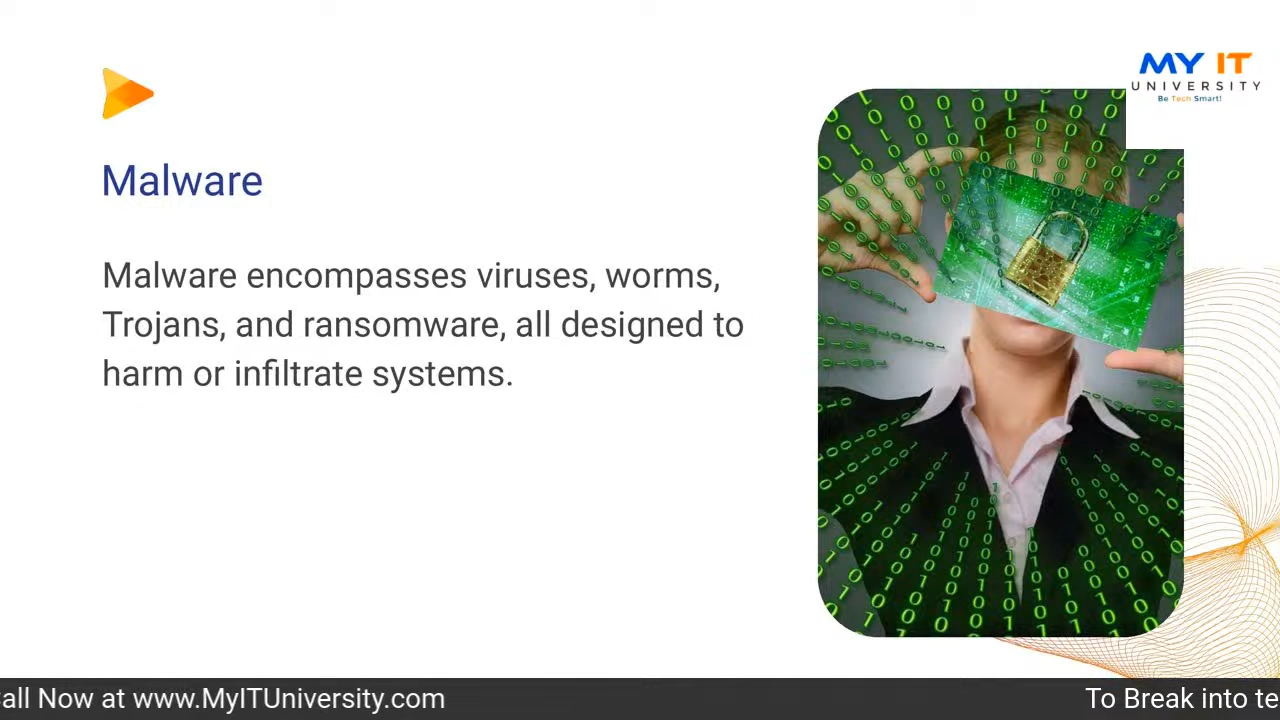 MY IT
UNIVERSITY
Be Tech Smart!
Malware
Malware encompasses viruses, worms,
Trojans, and ransomware, all designed to
harm or infiltrate systems.
all Now at www.MyITUniversity.com
To Break into te